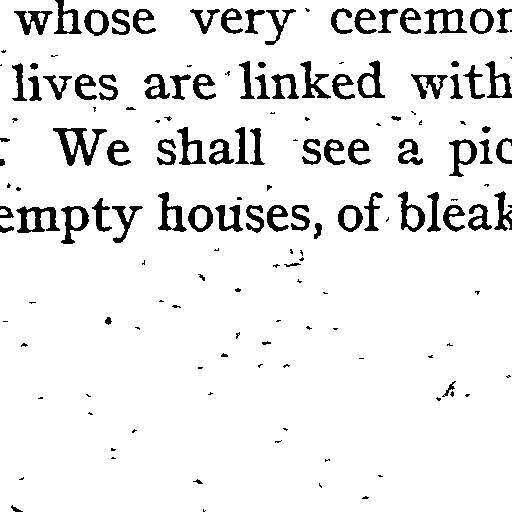 whose very ceremon
lives are linked with
We shall see a pic
empty houses, of bleak